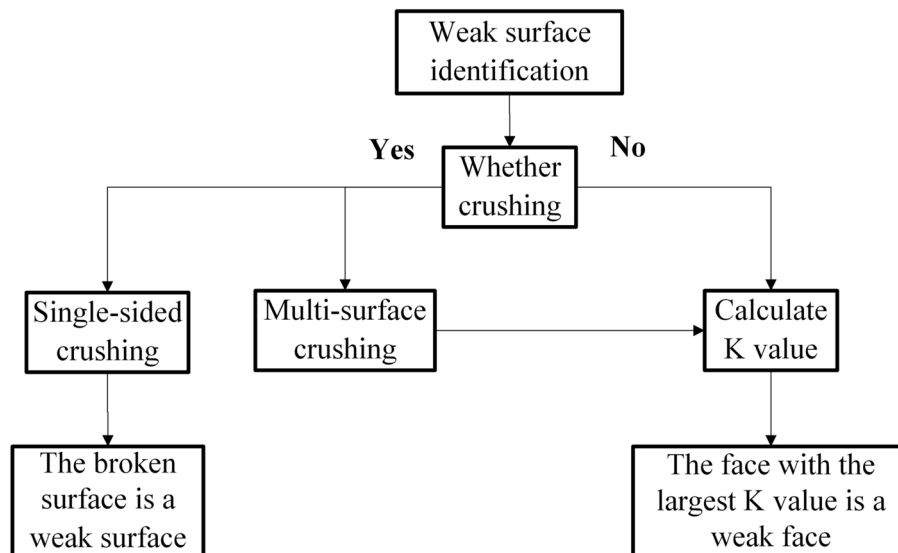 Weak surface
identification
Yes
No
Whether
crushing
Single-sided
crushing
Multi-surface
crushing
Calculate
K value
The broken
surface is a
weak surface
The face with the
largest K value is a
weak face